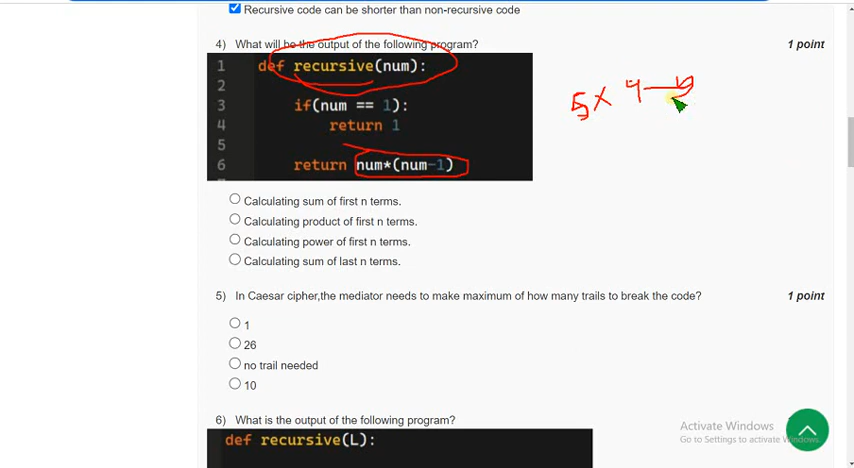 Recursive code can be shorter than non-recursive code
4) What will be the output of the following program? 1 point
1 def recursive(num):
2
3 if(num == 1):
4 return 1
5
6 return num*(num-1)
Calculating sum of first n terms.
Calculating product of first n terms.
Calculating power of first n terms.
Calculating sum of last n terms.
5 x 4
5) In Caesar cipher,the mediator needs to make maximum of how many trails to break the code? 1 point
1
26
no trail needed
10
6) What is the output of the following program?
def recursive(L):
Activate Windows
Go to Settings to activate Windows.